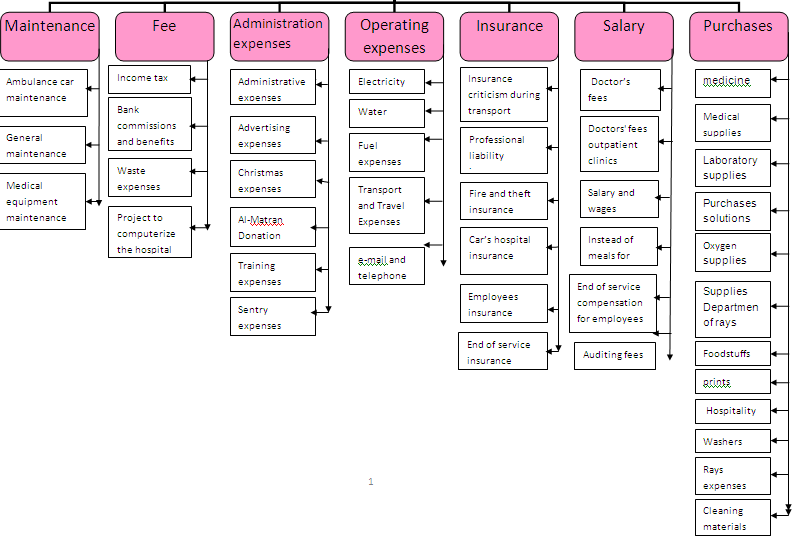 Maintenance
Ambulance car
maintenance
General
maintenance
Medical
equipment
maintenance
Fee
Income tax
Bank
commissions
and benefits
Waste
expenses
Project to
computerize
the hospital
Administration
expenses
Administrative
expenses
Advertising
expenses
Christmas
expenses
Al-Matran
Donation
Training
expenses
Sentry
expenses
Operating
expenses
Electricity
Water
Fuel
expenses
Transport
and Travel
Expenses
e-mail and
telephone
Insurance
Insurance
criticism during
transport
Professional
liability
.
Fire and theft
insurance
Car's hospital
insurance
Employees
insurance
End of service
insurance
Salary
Doctor's
fees
Doctors' fees
outpatient
clinics
Salary and
wages
Instead of
meals for
End of service
compensation
for employees
Auditing fees
Purchases
medicine
Medical
supplies
Laboratory
supplies
Purchases
solutions
Oxygen
supplies
Supplies
Departmen
of rays
Foodstuffs
prints
Hospitality
Washers
Rays
expenses
Cleaning
materials
1